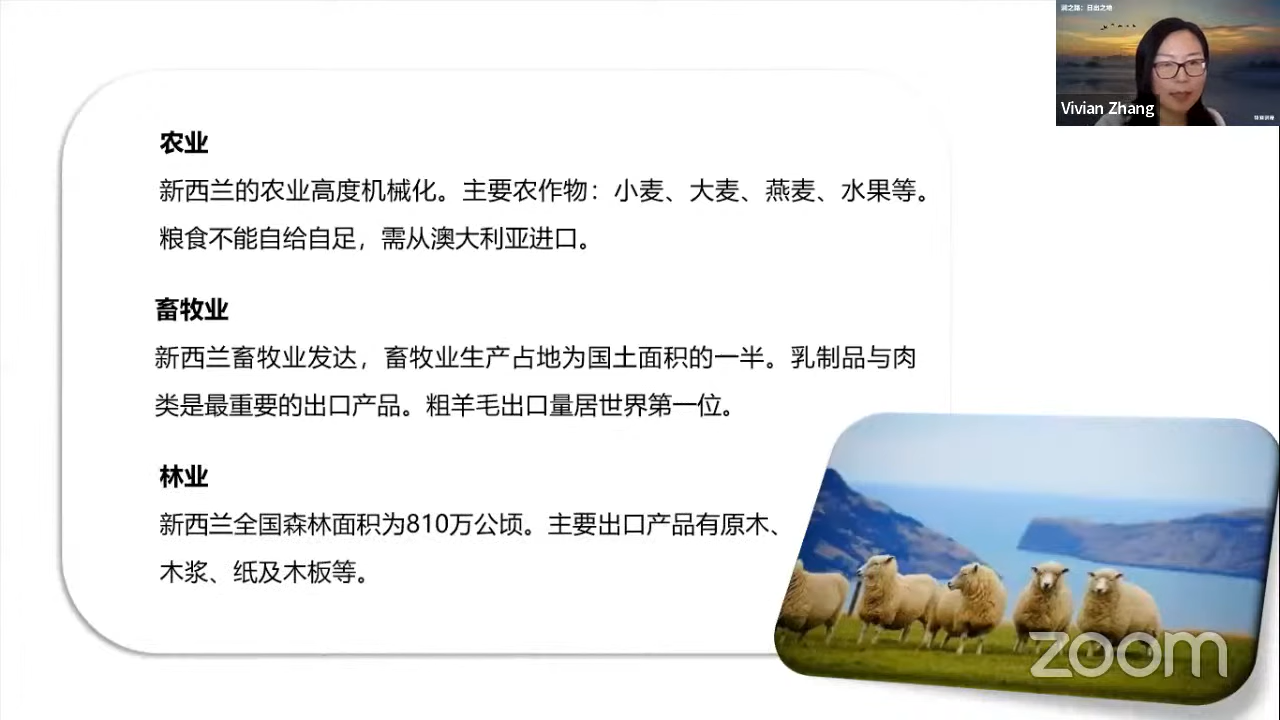 农业
新西兰的农业高度机械化。主要农作物：小麦、大麦、燕麦、水果等。
粮食不能自给自足，需从澳大利亚进口。
畜牧业
新西兰畜牧业发达，畜牧业生产占地为国土面积的一半。乳制品与肉
类是最重要的出口产品。粗羊毛出口量居世界第一位。
林业
新西兰全国森林面积为810万公顷。主要出口产品有原木、
木浆、纸及木板等。
日出之地
Vivian Zhang
zoom